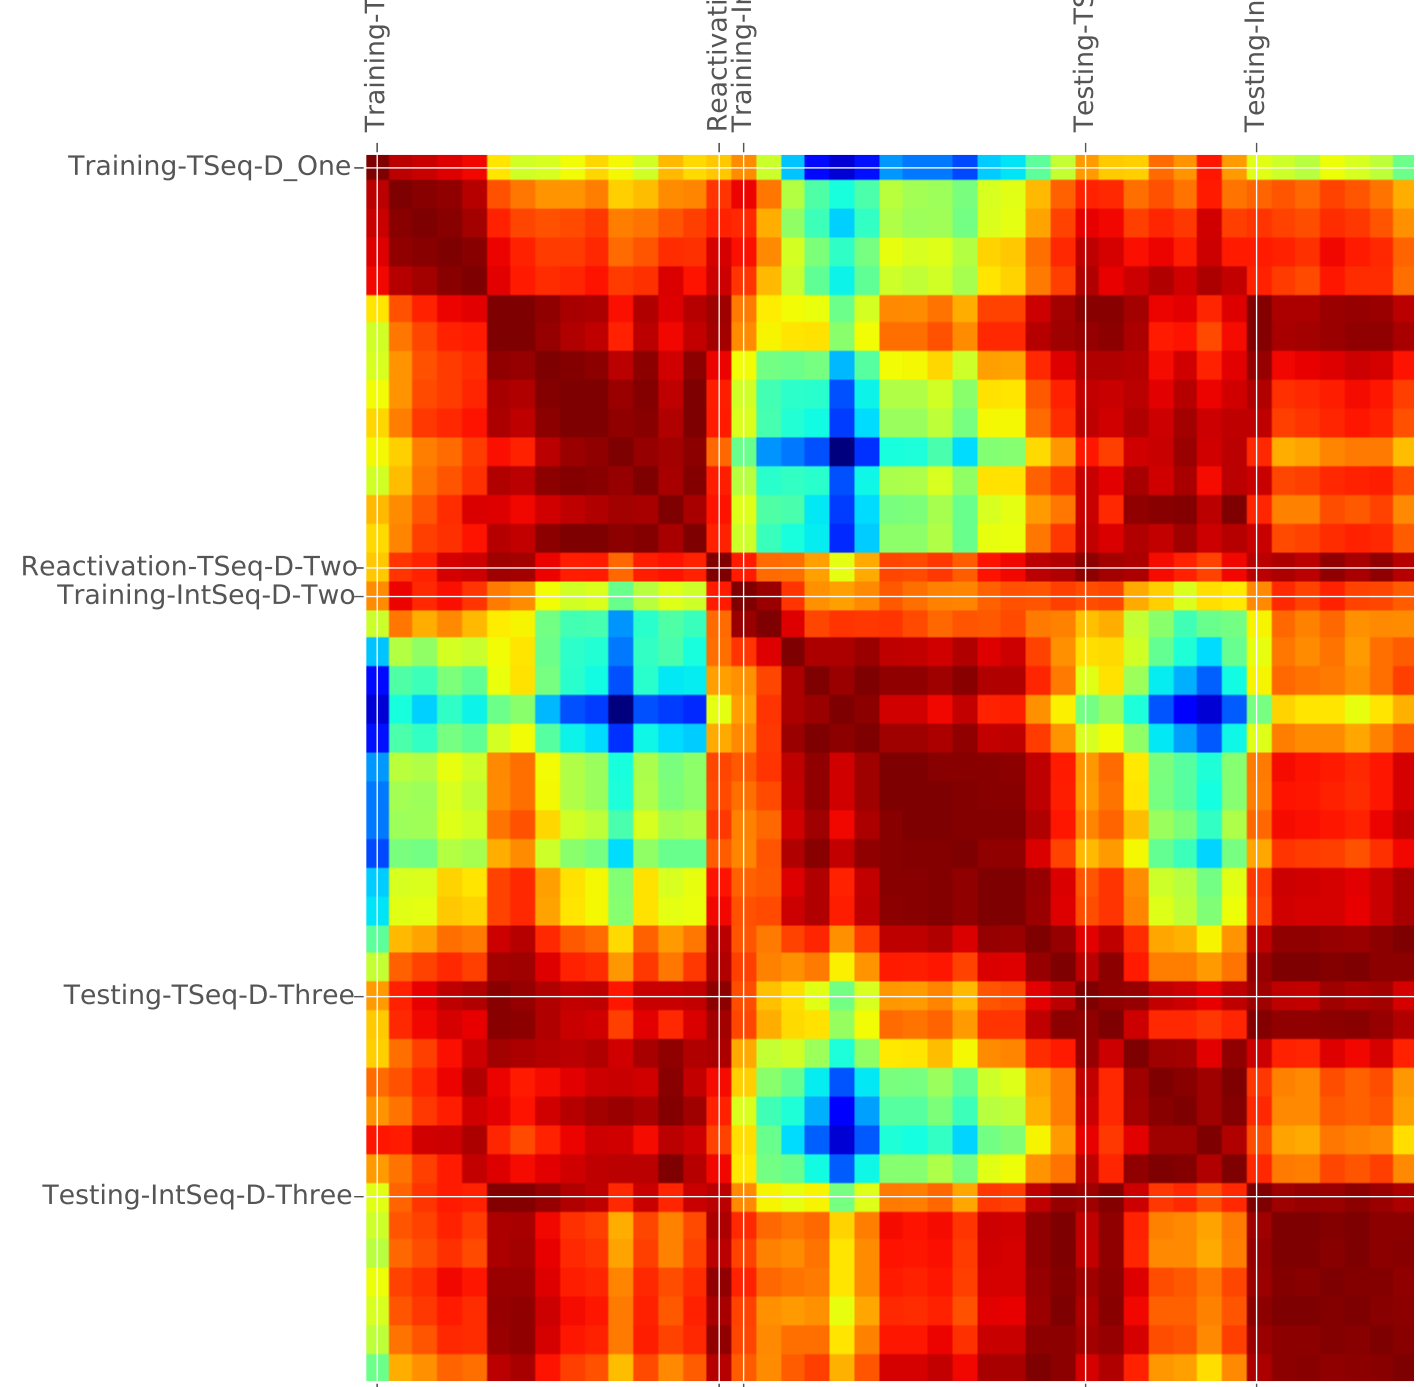 Training-T
Reactivati
Training-I
Testing-TS
Testing-In
Training-TSeq-D_One
Reactivation-TSeq-D-Two
Training-IntSeq-D-Two
Testing-TSeq-D-Three
Testing-IntSeq-D-Three